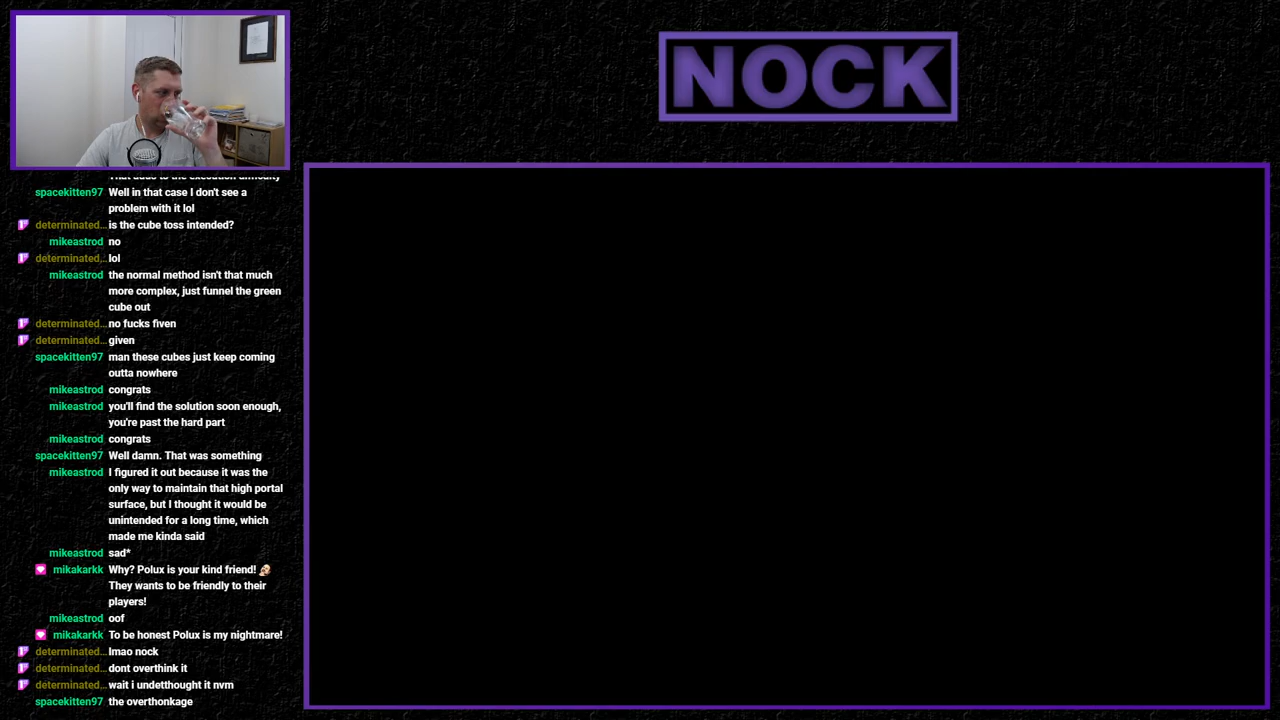 NOCK
That adds to the execution difficulty
spacekitten97 Well in that case I don't see a
problem with it lol
determinated... is the cube toss intended?
mikeastrod no
determinated... lol
mikeastrod the normal method isn't that much
more complex, just funnel the green
cube out
determinated... no fucks fiven
determinated... given
spacekitten97 man these cubes just keep coming
outta nowhere
mikeastrod congrats
mikeastrod you'll find the solution soon enough,
you're past the hard part
mikeastrod congrats
spacekitten97 Well damn. That was something
mikeastrod I figured it out because it was the
only way to maintain that high portal
surface, but I thought it would be
unintended for a long time, which
made me kinda said
mikeastrod sad*
mikakarkk Why? Polux is your kind friend!
They wants to be friendly to their
players!
mikeastrod oof
mikakarkk To be honest Polux is my nightmare!
determinated... lmao nock
determinated... dont overthink it
determinated... wait i undetthought it nvm
spacekitten97 the overthonkage